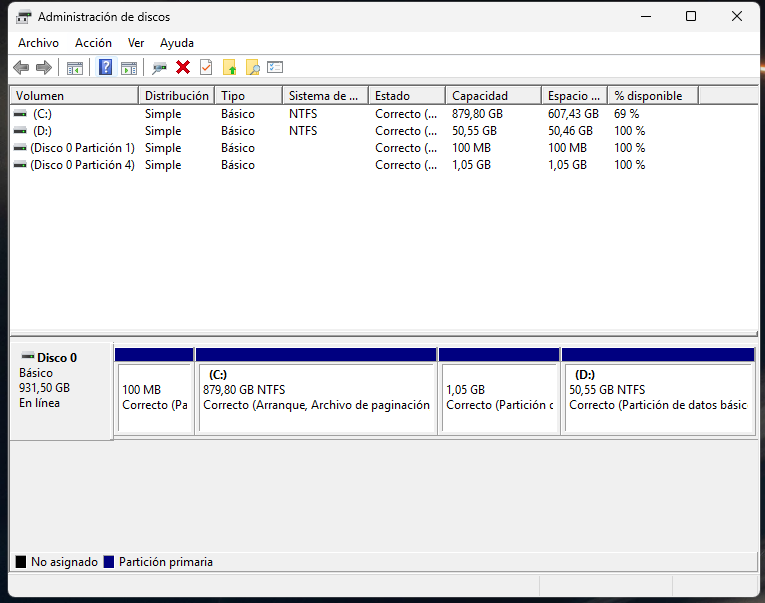 Administración de discos
Archivo Acción Ver Ayuda
Volumen Distribución Tipo Sistema de ... Estado Capacidad Espacio ... % disponible
(C:) Simple Básico NTFS Correcto (... 879,80 GB 607,43 GB 69 %
(D:) Simple Básico NTFS Correcto (... 50,55 GB 50,46 GB 100 %
(Disco 0 Partición 1) Simple Básico Correcto (... 100 MB 100 MB 100 %
(Disco 0 Partición 4) Simple Básico Correcto (... 1,05 GB 1,05 GB 100 %
Disco 0
Básico
931,50 GB
En línea
100 MB
Correcto (Pa
(C:)
879,80 GB NTFS
Correcto (Arranque, Archivo de paginación
1,05 GB
Correcto (Partición c
(D:)
50,55 GB NTFS
Correcto (Partición de datos básic
No asignado Partición primaria